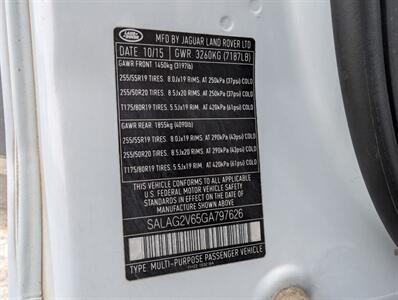 LAND ROVER
MFD BY JAGUAR LAND ROVER LTD
DATE: 10/15 GWR. 3260KG (7187LB)
GAWR FRONT 1450kg (3197lb)
255/55R19 TIRES. 8.0Jx19 RIMS. AT 250kPa (37psi) COLD
255/50R20 TIRES. 8.5Jx20 RIMS. AT 250kPa (37psi) COLD
T175/80R19 TIRES. 5.5Jx19 RIM. AT 420kPa (61psi) COLD
GAWR REAR. 1855kg (4090lb)
255/55R19 TIRES. 8.0Jx19 RIMS. AT 290kPa (43psi) COLD
255/50R20 TIRES. 8.5Jx20 RIMS. AT 290kPa (43psi) COLD
T175/80R19 TIRES. 5.5Jx19 RIM. AT 420kPa (61psi) COLD
THIS VEHICLE CONFORMS TO ALL APPLICABLE
U.S. FEDERAL MOTOR VEHICLE SAFETY
STANDARDS IN EFFECT ON THE DATE OF
MANUFACTURE SHOWN ABOVE.
SALAG2V65GA797626
TYPE: MULTI-PURPOSE PASSENGER VEHICLE